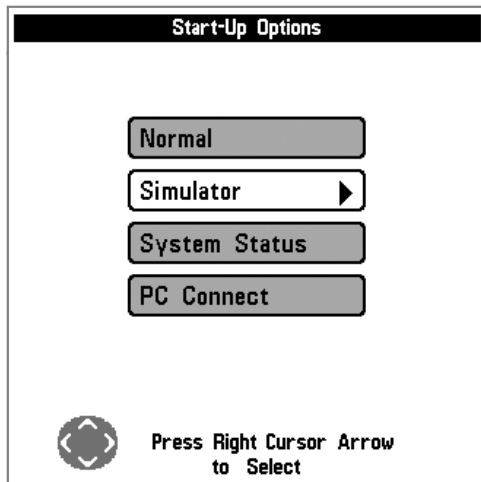 Start-Up Options
Normal
Simulator
System Status
PC Connect
Press Right Cursor Arrow
to Select